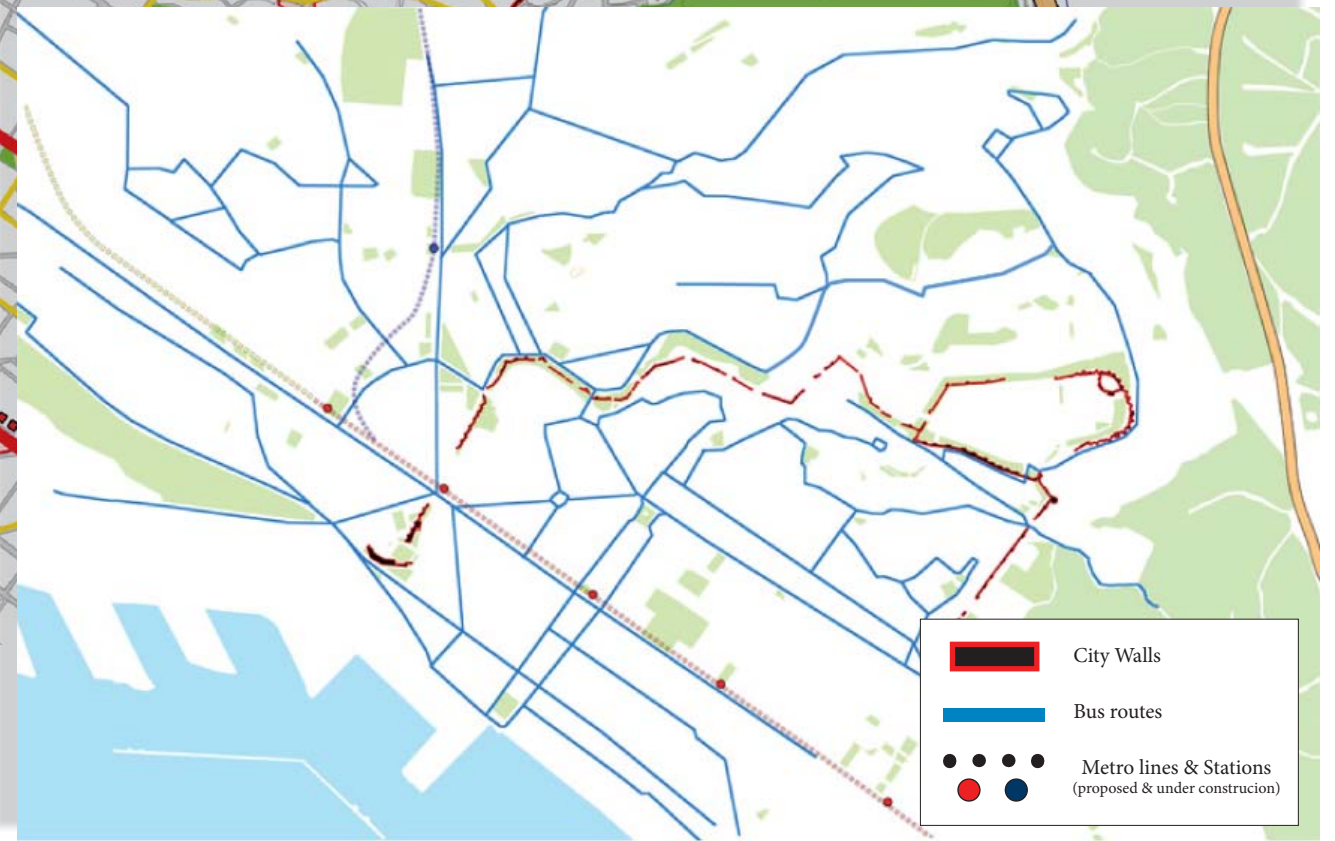 City Walls
Bus routes
Metro lines & Stations
(proposed & under construcion)